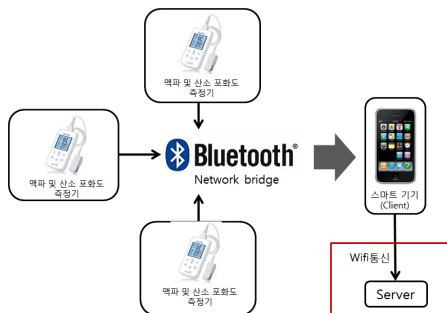 맥파 및 산소 포화도
측정기
맥파 및 산소 포화도
측정기
Bluetooth®
Network bridge
스마트 기기
(Client)
맥파 및 산소 포화도
측정기
Wifi통신
Server